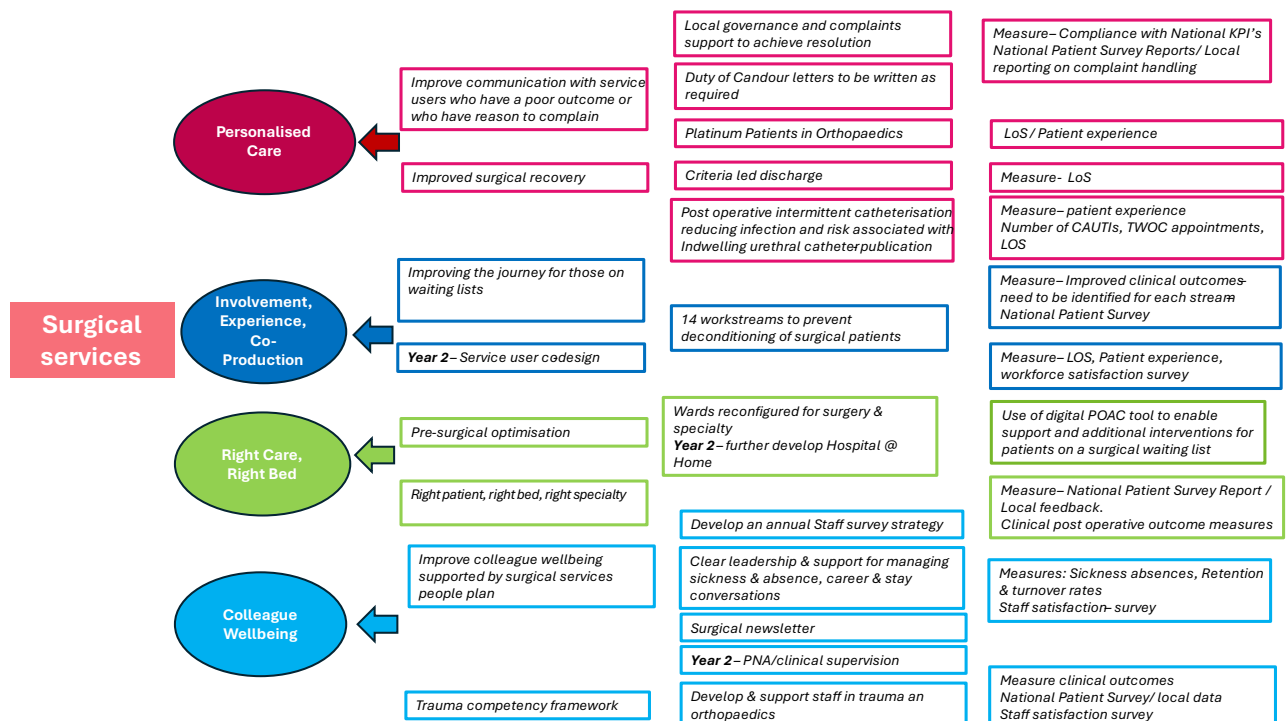 Surgical
services
Personalised
Care
Improve communication with service
users who have a poor outcome or
who have reason to complain
Improved surgical recovery
Local governance and complaints
support to achieve resolution
Duty of Candour letters to be written as
required
Platinum Patients in Orthopaedics
Criteria led discharge
Post operative intermittent catheterisation
reducing infection and risk associated with
Indwelling urethral catheter– publication
Measure– Compliance with National KPI's
National Patient Survey Reports/ Local
reporting on complaint handling
LoS / Patient experience
Measure- LoS
Measure– patient experience
Number of CAUTIs, TWOC appointments,
LOS
Involvement,
Experience,
Co-
Production
Improving the journey for those on
waiting lists
Year 2 – Service user co-design
14 workstreams to prevent
deconditioning of surgical patients
Measure– Improved clinical outcomes–
need to be identified for each stream–
National Patient Survey
Measure– LOS, Patient experience,
workforce satisfaction survey
Right Care,
Right Bed
Pre-surgical optimisation
Right patient, right bed, right specialty
Wards reconfigured for surgery &
specialty
Year 2 – further develop Hospital @
Home
Use of digital POAC tool to enable
support and additional interventions for
patients on a surgical waiting list
Measure– National Patient Survey Report /
Local feedback.
Clinical post operative outcome measures
Colleague
Wellbeing
Improve colleague wellbeing
supported by surgical services
people plan
Trauma competency framework
Develop an annual Staff survey strategy
Clear leadership & support for managing
sickness & absence, career & stay
conversations
Surgical newsletter
Year 2 – PNA/clinical supervision
Develop & support staff in trauma an
orthopaedics
Measures: Sickness absences, Retention
& turnover rates
Staff satisfaction– survey
Measure clinical outcomes
National Patient Survey/ local data
Staff satisfaction survey